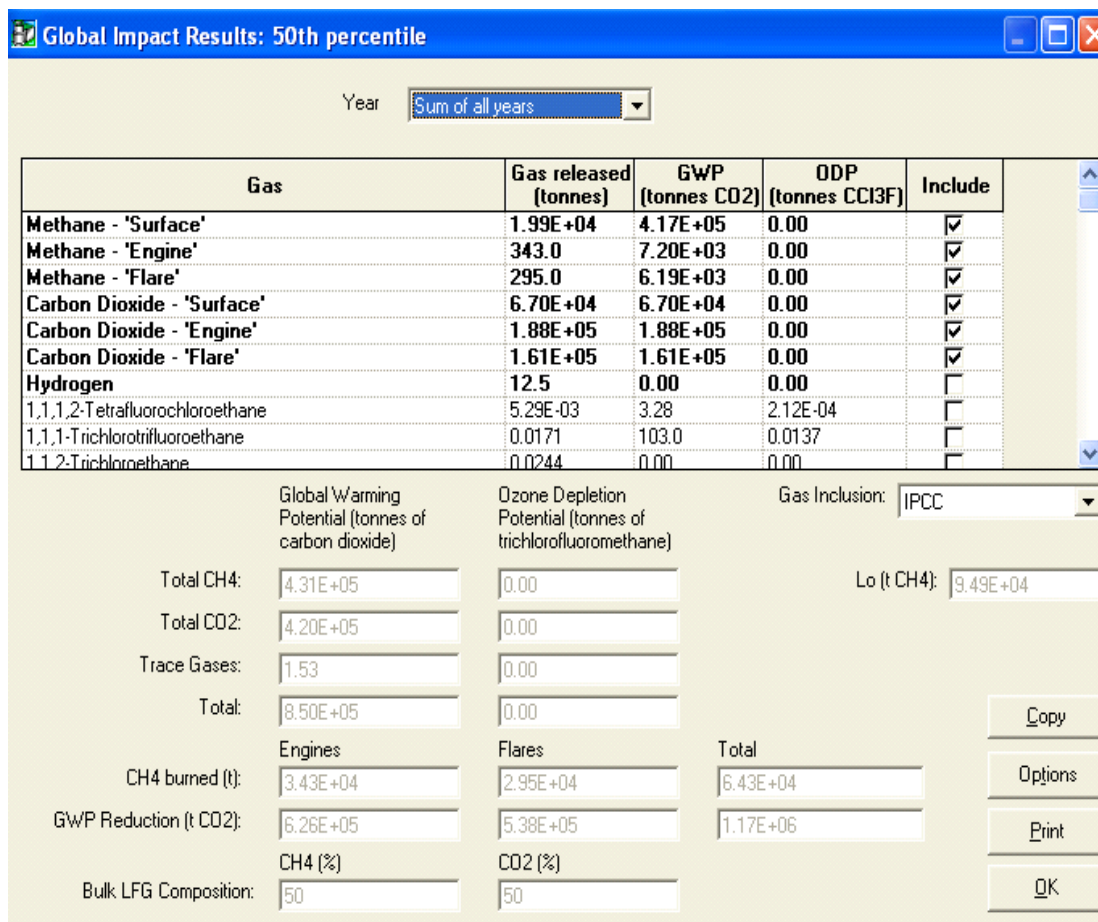 Global Impact Results: 50th percentile
Year Sum of all years
Gas Gas released (tonnes) GWP (tonnes CO2) ODP (tonnes CCl3F) Include
Methane - 'Surface' 1.99E+04 4.17E+05 0.00
Methane - 'Engine' 343.0 7.20E+03 0.00
Methane - 'Flare' 295.0 6.19E+03 0.00
Carbon Dioxide - 'Surface' 6.70E+04 6.70E+04 0.00
Carbon Dioxide - 'Engine' 1.88E+05 1.88E+05 0.00
Carbon Dioxide - 'Flare' 1.61E+05 1.61E+05 0.00
Hydrogen 12.5 0.00 0.00
1,1,1,2-Tetrafluorochloroethane 5.29E-03 3.28 2.12E-04
1,1,1-Trichlorotrifluoroethane 0.0171 103.0 0.0137
1,1,2-Trichloroethane 0.0244 0.00 0.00
Global Warming Potential (tonnes of carbon dioxide) Ozone Depletion Potential (tonnes of trichlorofluoromethane) Gas Inclusion: IPCC
Total CH4: 4.31E+05 0.00 Lo (t CH4): 9.49E+04
Total CO2: 4.20E+05 0.00
Trace Gases: 1.53 0.00
Total: 8.50E+05 0.00 Copy
Engines Flares Total
CH4 burned (t): 3.43E+04 2.95E+04 6.43E+04 Options
GWP Reduction (t CO2): 6.26E+05 5.38E+05 1.17E+06 Print
CH4 (%) CO2 (%)
Bulk LFG Composition: 50 50 OK